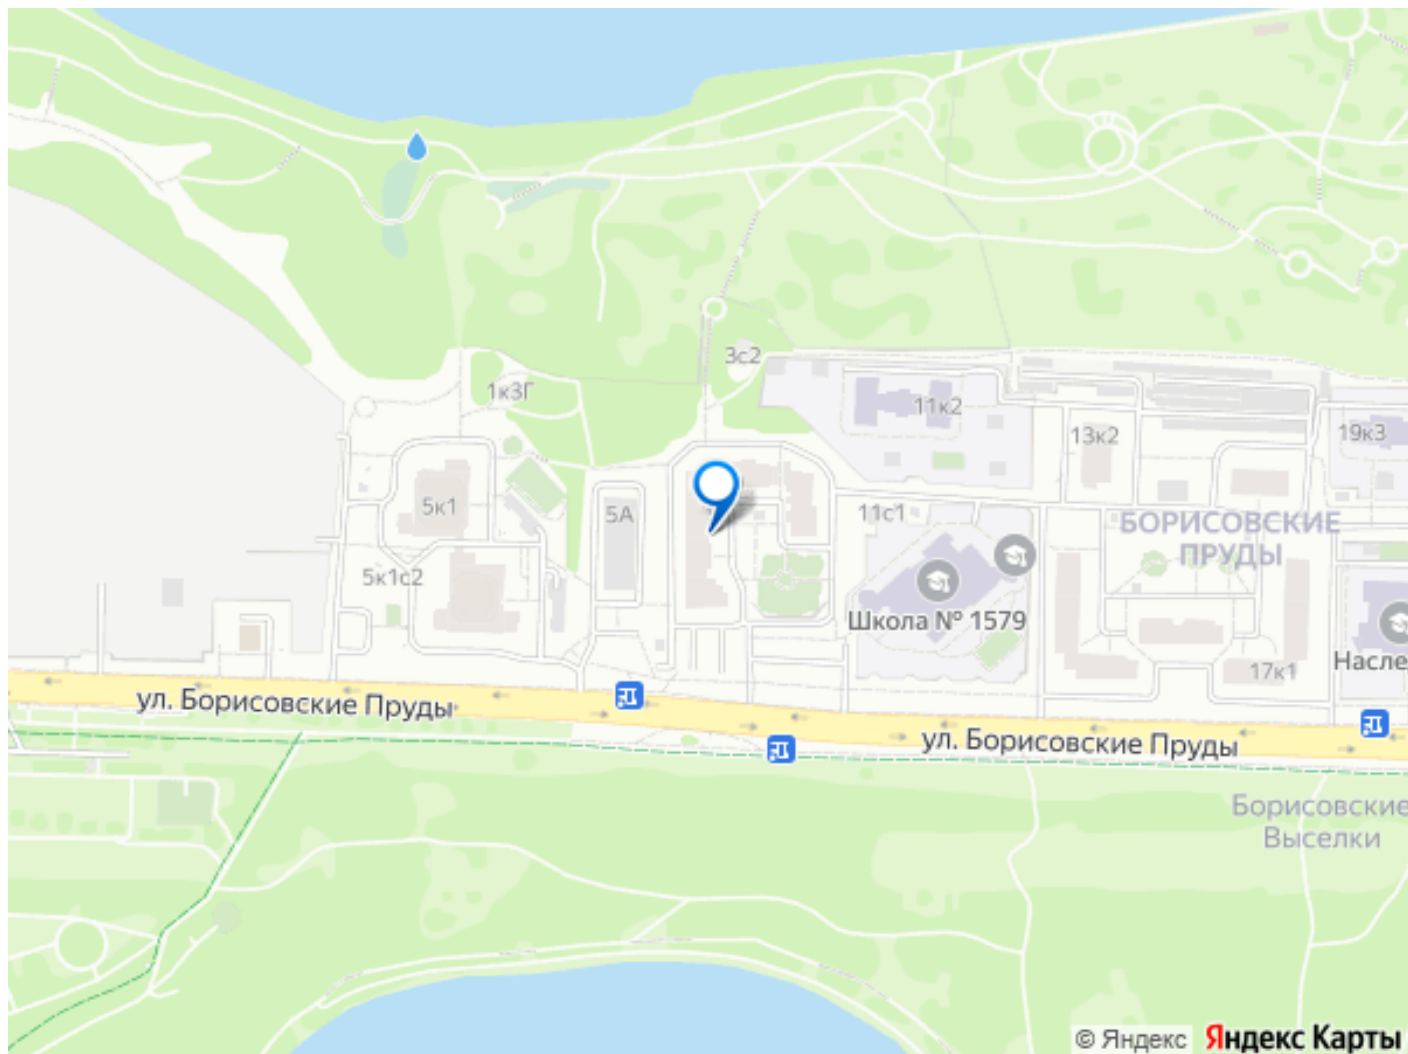 3с2
1к3Г
11к2
13к2
19к3
5к1
5А
11с1
БОРИСОВСКИЕ
ПРУДЫ
5к1с2
Школа № 1579
Насле
17к1
ул. Борисовские Пруды
ул. Борисовские Пруды
Борисовские
Выселки
© Яндекс Яндекс Карты